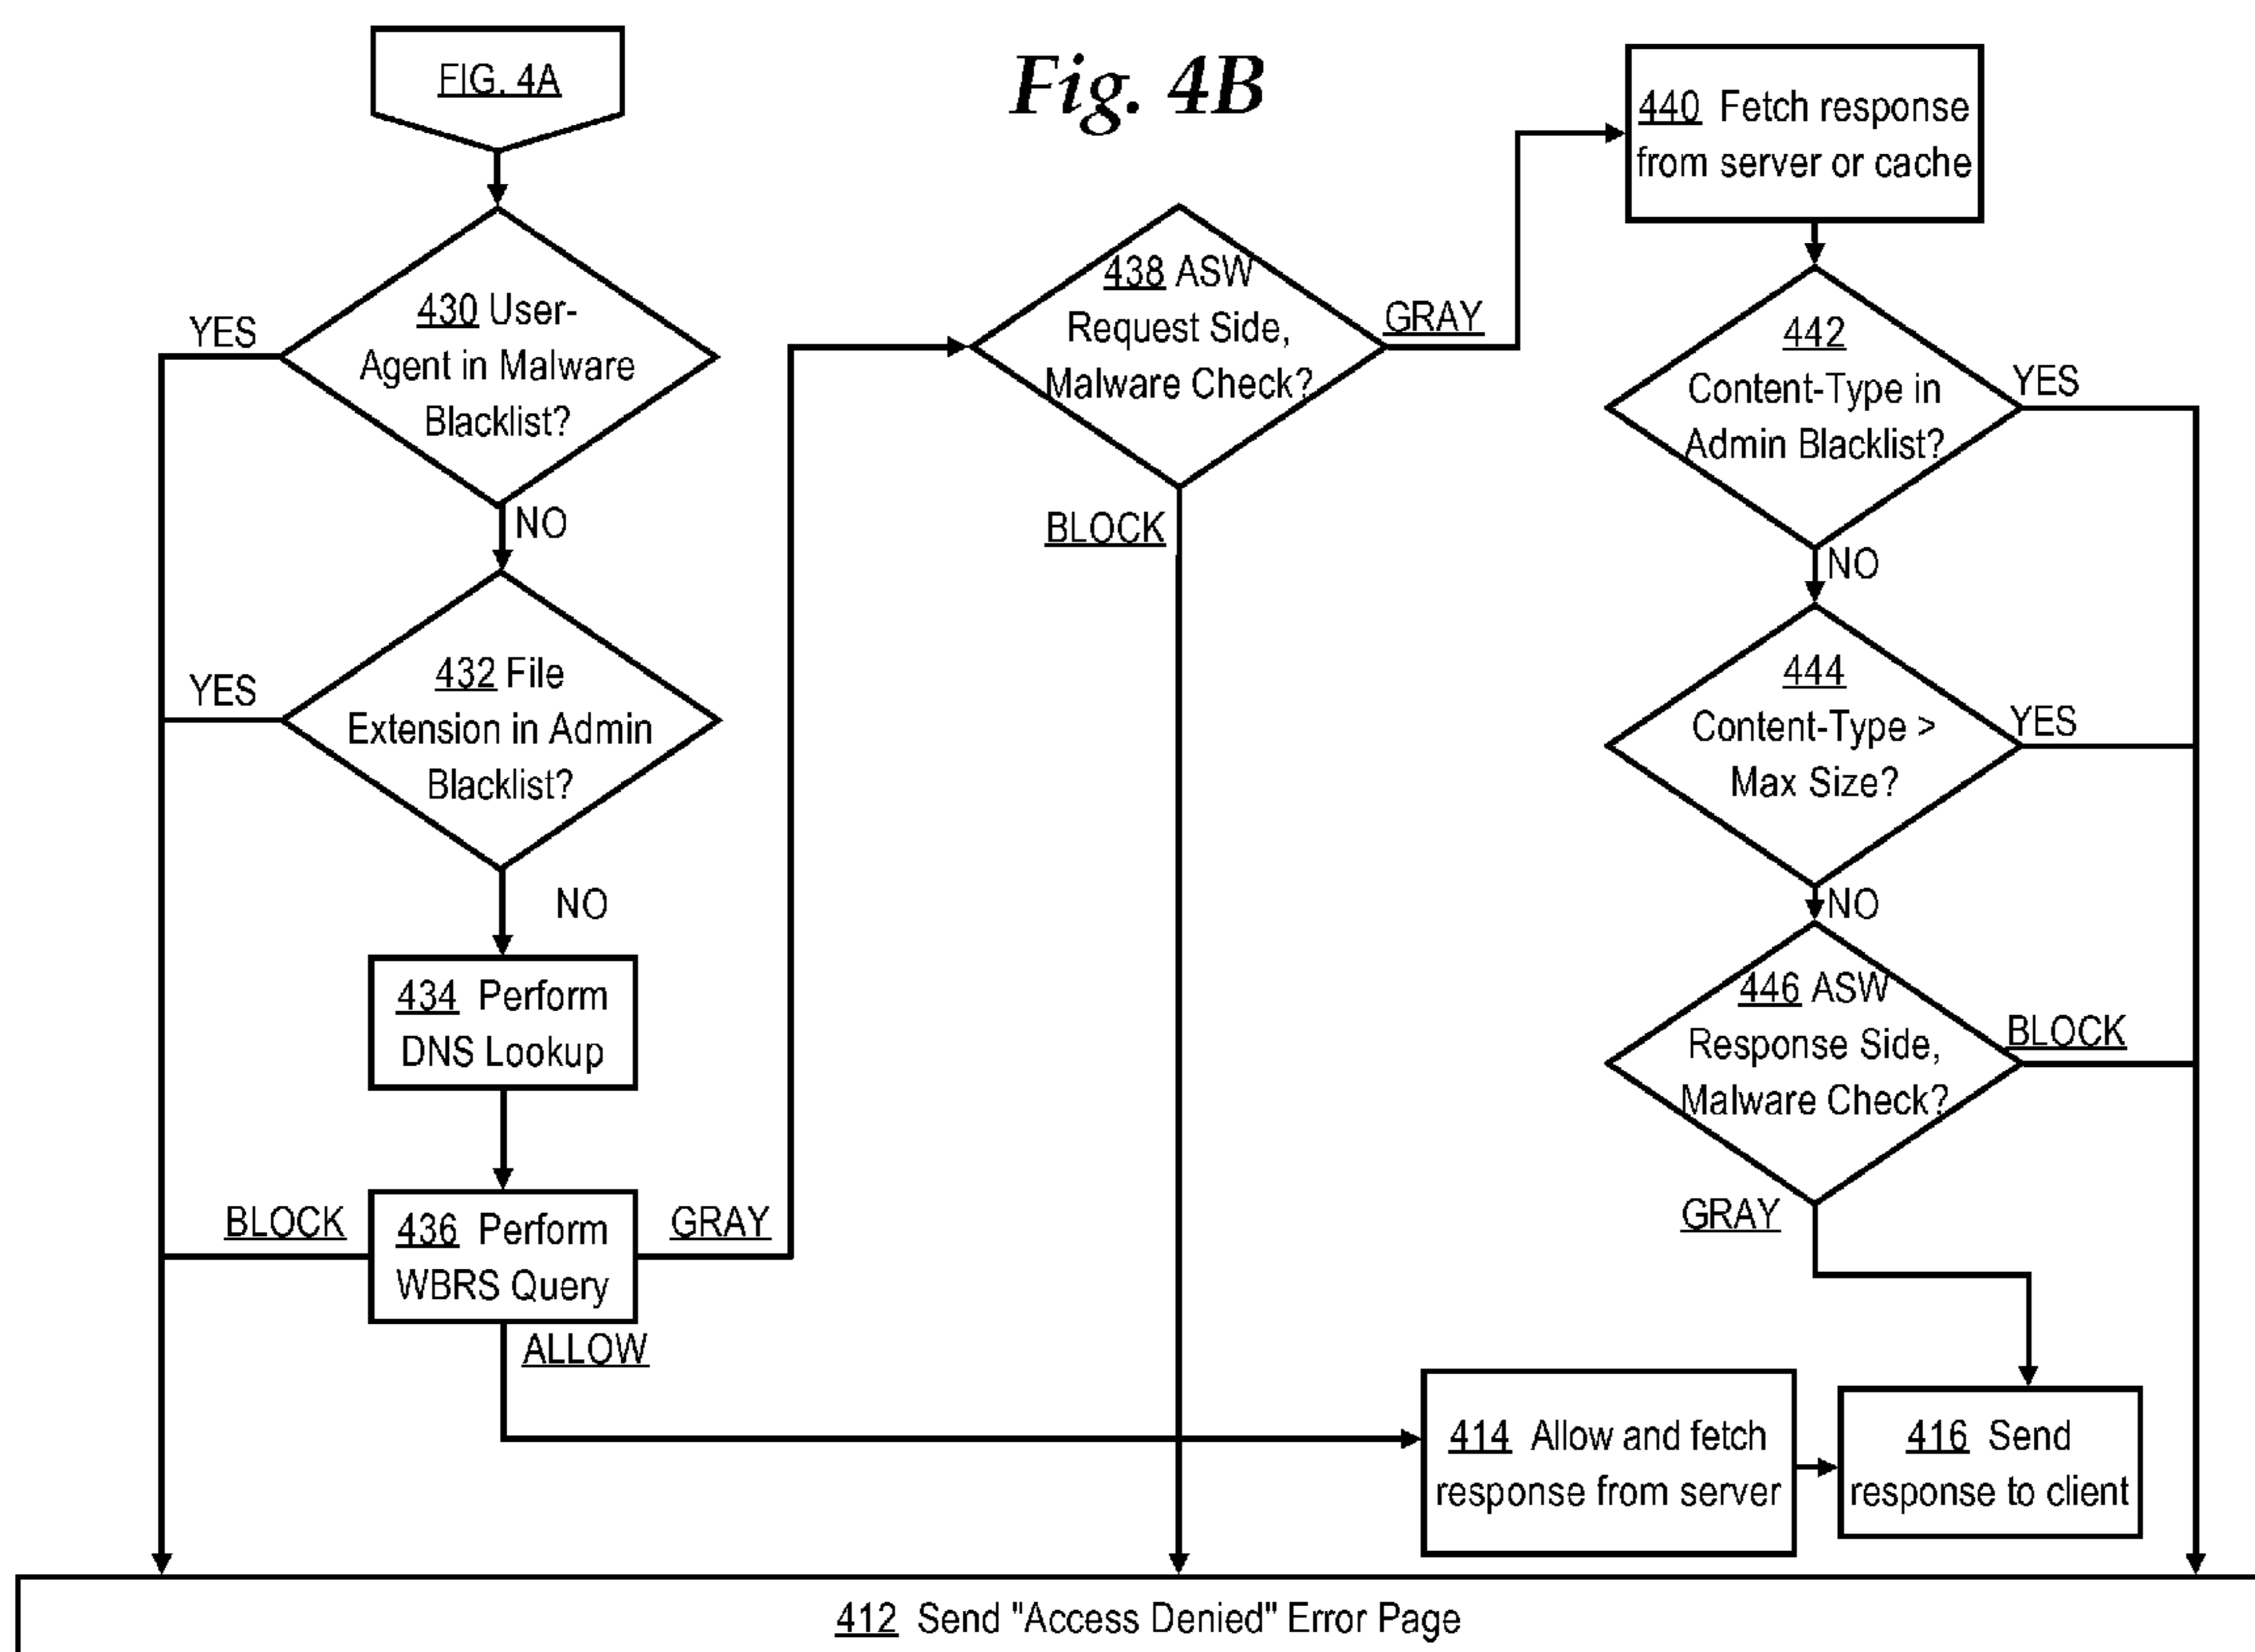 FIG. 4A
Fig. 4B
YES
430 User-
Agent in Malware
Blacklist?
NO
YES
432 File
Extension in Admin
Blacklist?
NO
434 Perform
DNS Lookup
BLOCK
436 Perform
WBRS Query
GRAY
ALLOW
438 ASW
Request Side,
Malware Check?
GRAY
BLOCK
440 Fetch response
from server or cache
442
Content-Type in
Admin Blacklist?
YES
NO
444
Content-Type >
Max Size?
YES
NO
446 ASW
Response Side,
Malware Check?
BLOCK
GRAY
414 Allow and fetch
response from server
416 Send
response to client
412 Send "Access Denied" Error Page